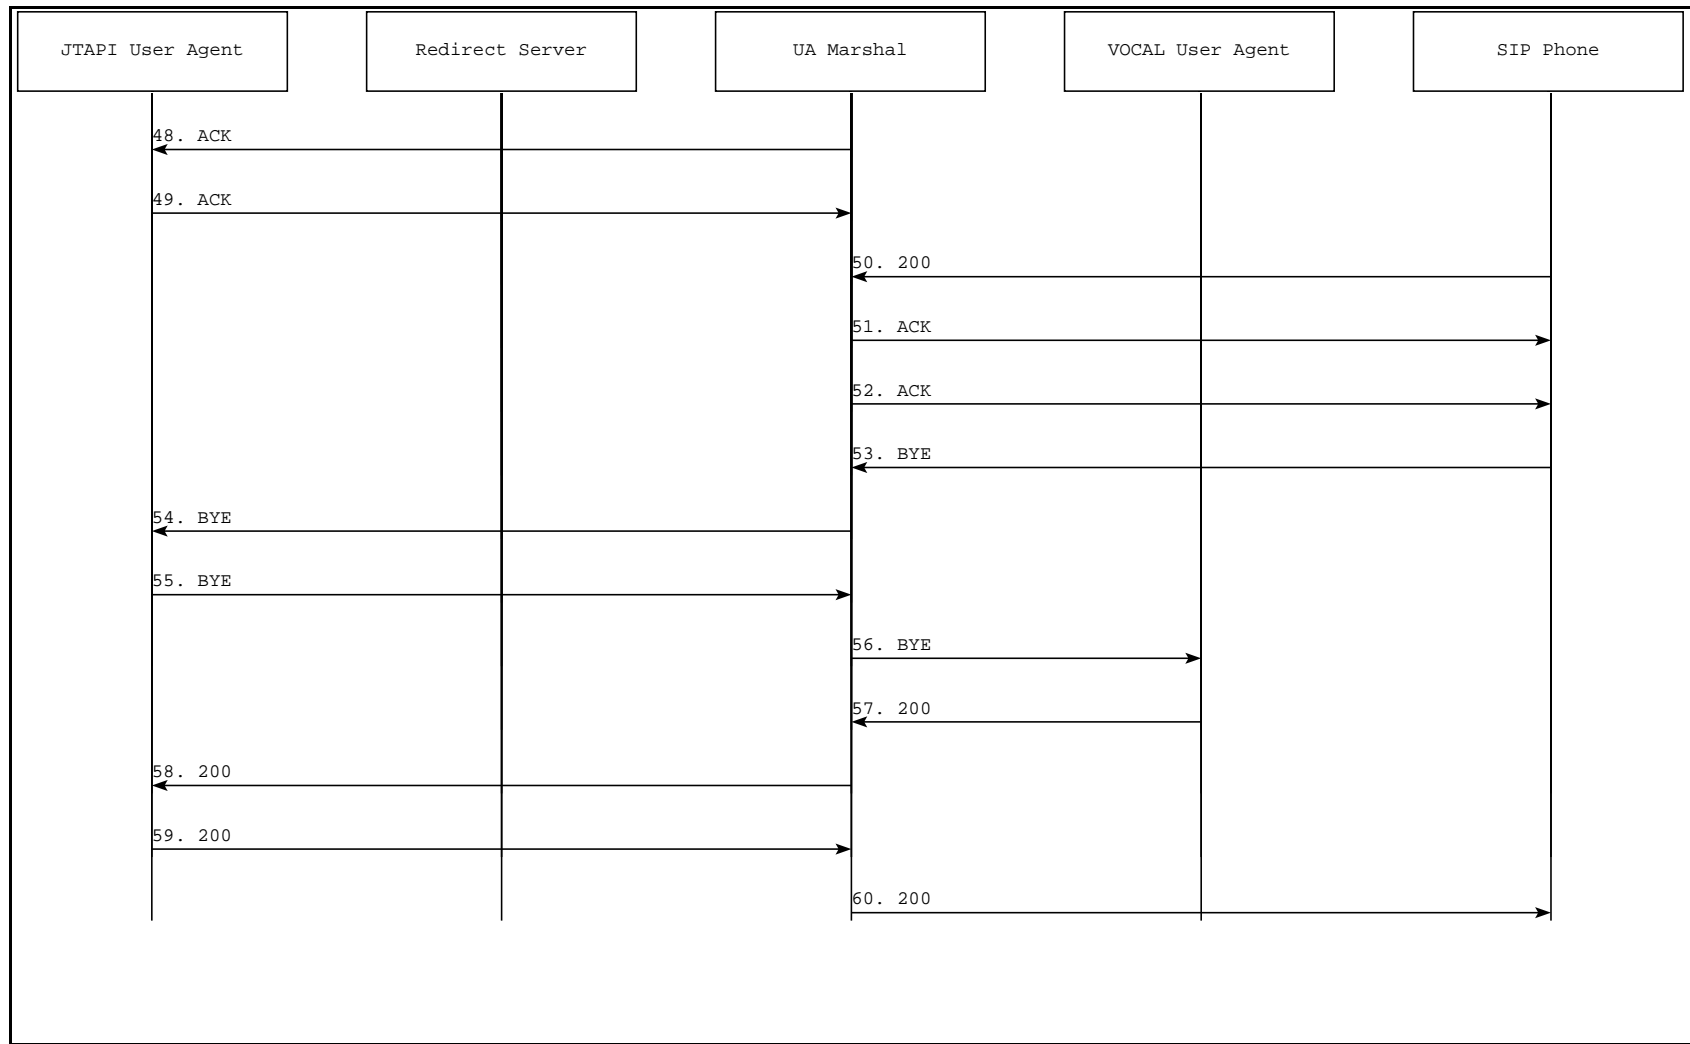 JTAPI User Agent
Redirect Server
UA Marshal
VOCAL User Agent
SIP Phone
48. ACK
49. ACK
50. 200
51. ACK
52. ACK
53. BYE
54. BYE
55. BYE
56. BYE
57. 200
58. 200
59. 200
60. 200